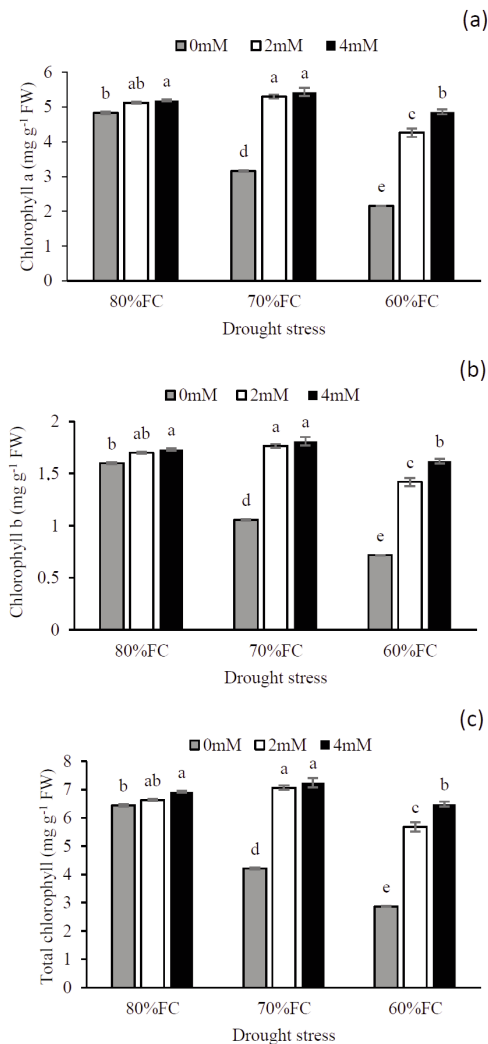 (a)
0mM 2mM 4mM
Chlorophyll a (mg g⁻¹ FW)
6
5
4
3
2
1
0
b ab a
d a a
e c b
80%FC 70%FC 60%FC
Drought stress
(b)
0mM 2mM 4mM
Chlorophyll b (mg g⁻¹ FW)
2
1.5
1
0.5
0
b ab a
d a a
e c b
80%FC 70%FC 60%FC
Drought stress
(c)
0mM 2mM 4mM
Total chlorophyll (mg g⁻¹ FW)
8
7
6
5
4
3
2
1
0
b ab a
d a a
e c b
80%FC 70%FC 60%FC
Drought stress